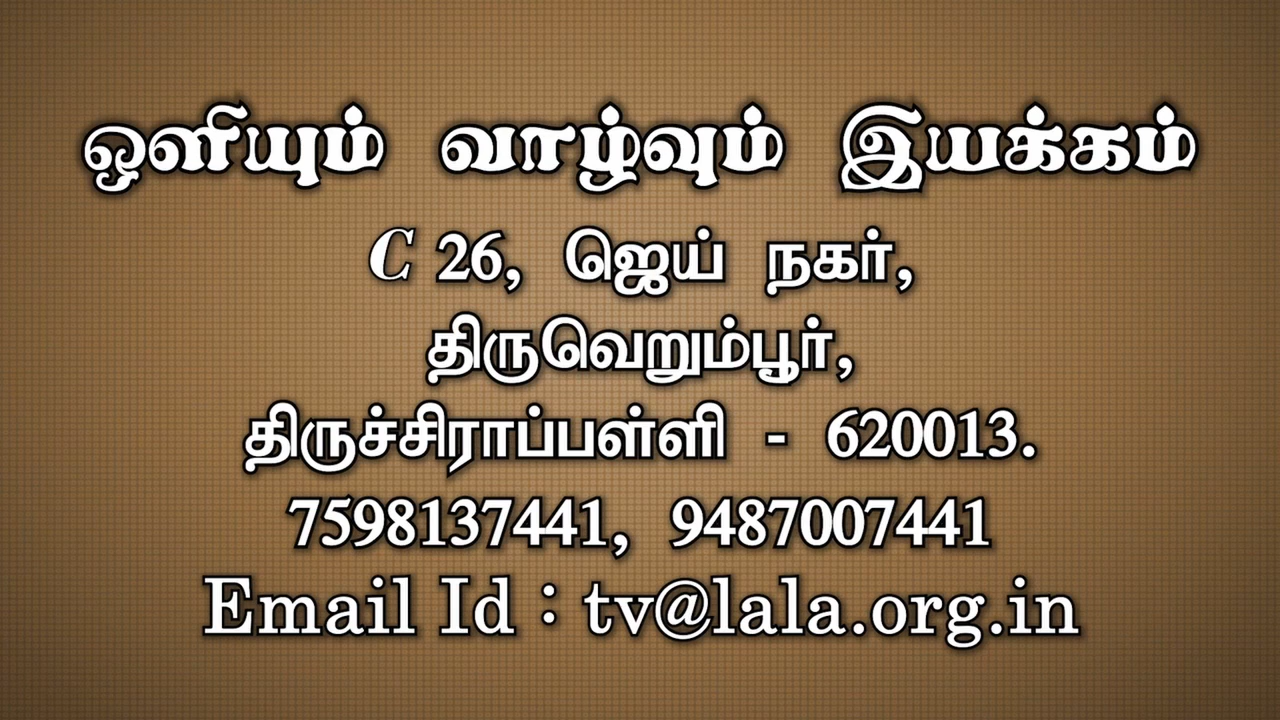 ஒளியும் வாழ்வும் இயக்கம்
C 26, ஜெய் நகர்,
திருவெறும்பூர்,
திருச்சிராப்பள்ளி - 620013.
7598137441, 9487007441
Email Id : tv@lala.org.in